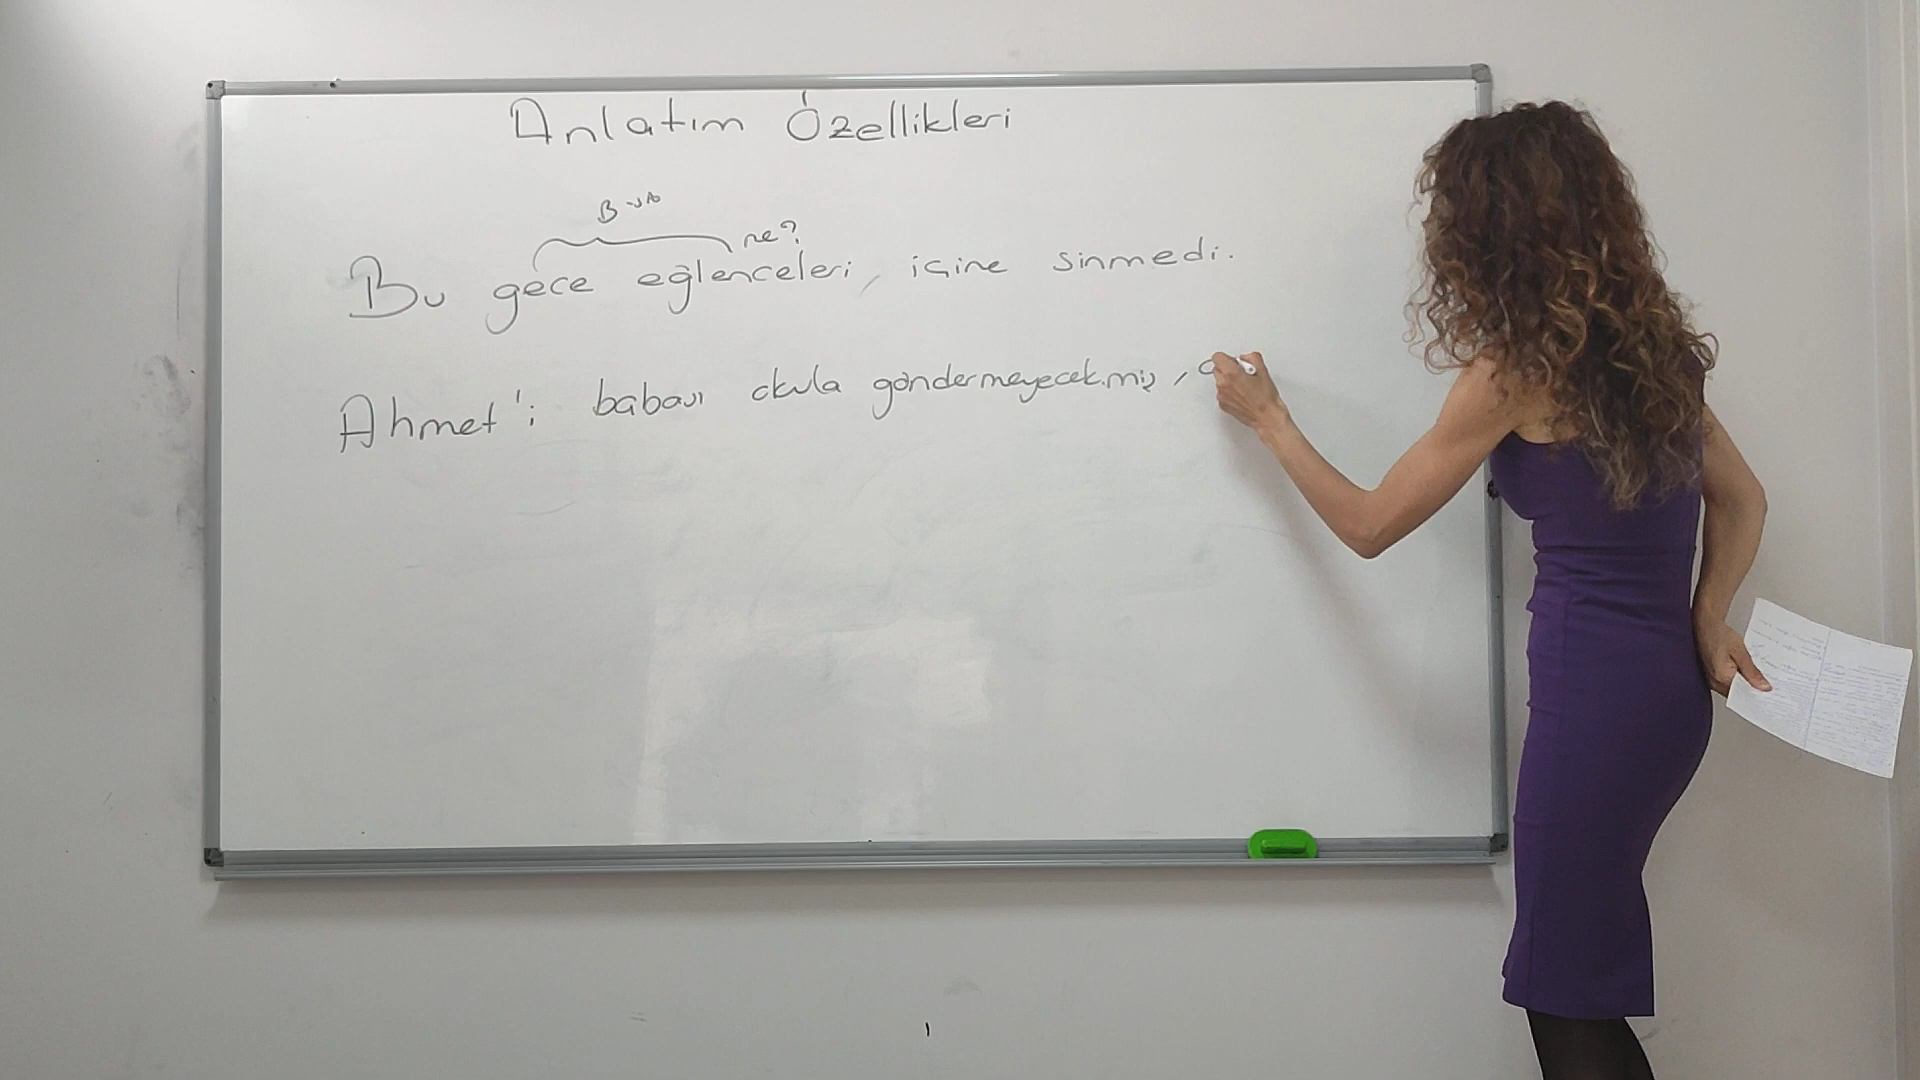 Anlatım Özellikleri
ne?
Bu gece eğlenceleri, içine sinmedi.
Ahmet'i babası okula göndermeyecekmiş,